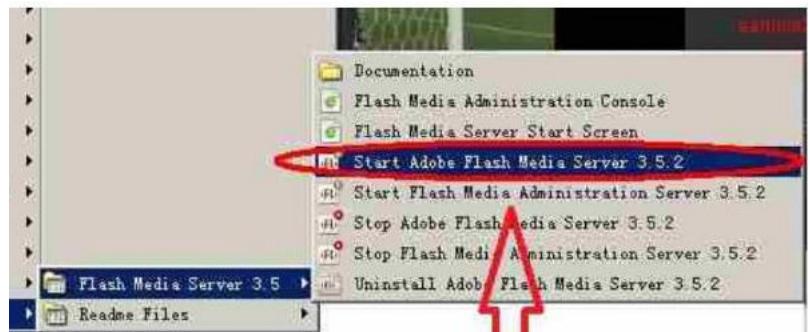 Documentation
Flash Media Administration Console
Flash Media Server Start Screen
Start Adobe Flash Media Server 3.5.2
Start Flash Media Administration Server 3.5.2
Stop Adobe Flash Media Server 3.5.2
Stop Flash Media Administration Server 3.5.2
Flash Media Server 3.5
Uninstall Adobe Flash Media Server 3.5.2
Readme Files